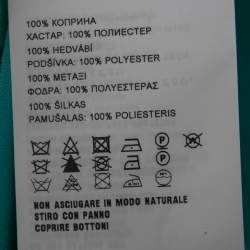 100% КОПРИНА
ХАСТАР: 100% ПОЛИЕСТЕР
100% HEDVÁBÍ
PODŠÍVKA: 100% POLYESTER
100% ΜΕΤΑΞΙ
ΦΟΔΡΑ: 100% ΠΟΛΥΕΣΤΕΡΑΣ
100% ŠILKAS
PAMUŠALAS: 100% POLIESTERIS
P
P
NON ASCIUGARE IN MODO NATURALE
STIRO CON PANNO
COPRIRE BOTTONI